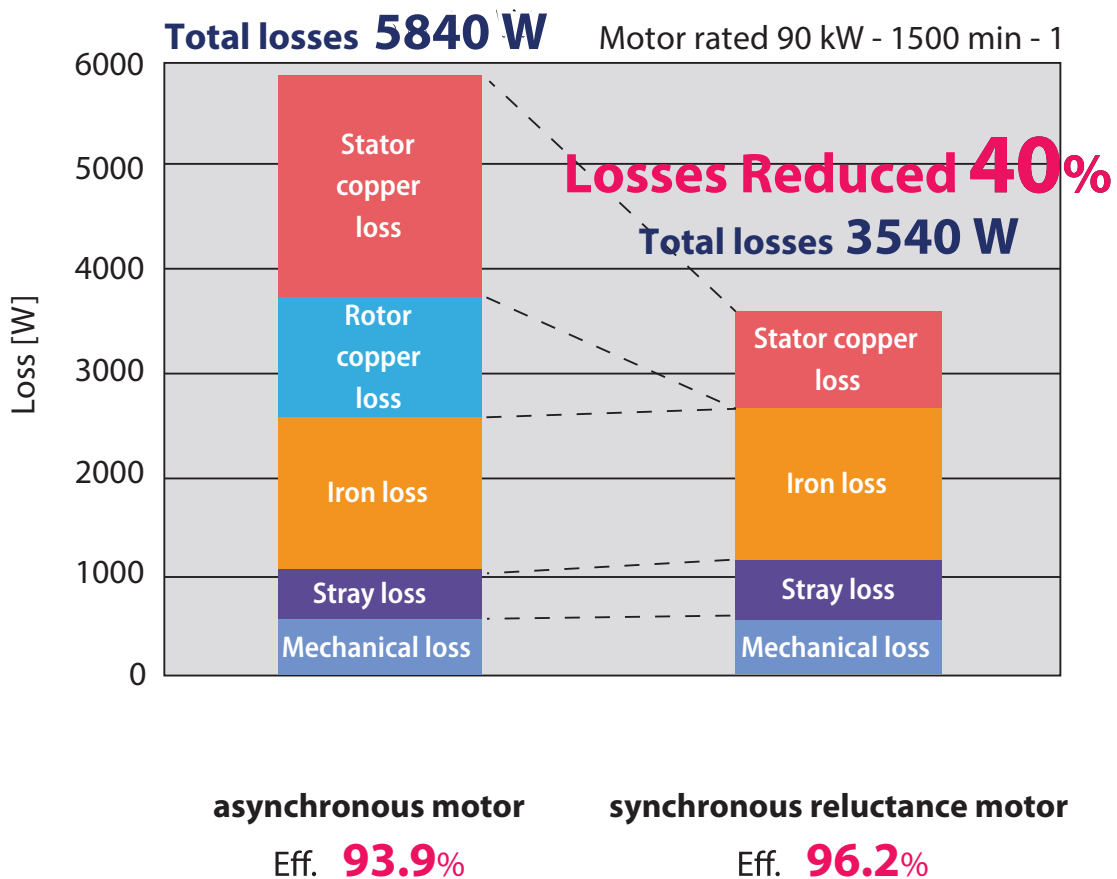 Total losses 5840 W
Motor rated 90 kW - 1500 min - 1
6000
5000
4000
3000
2000
1000
0
Loss [W]
Stator
copper
loss
Rotor
copper
loss
Iron loss
Stray loss
Mechanical loss
Losses Reduced 40%
Total losses 3540 W
Stator copper
loss
Iron loss
Stray loss
Mechanical loss
asynchronous motor
Eff. 93.9%
synchronous reluctance motor
Eff. 96.2%